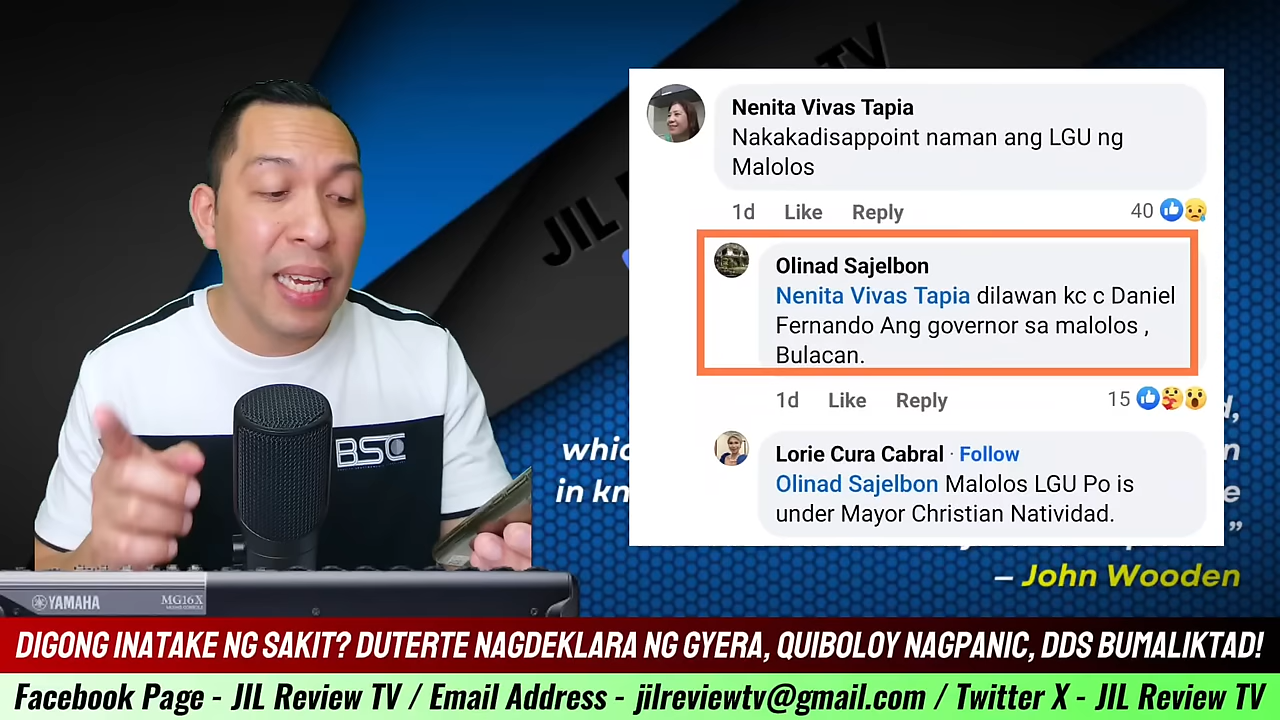 TV
JIL
Nenita Vivas Tapia
Nakakadisappoint naman ang LGU ng
Malolos
1d Like Reply 40
Olinad Sajelbon
Nenita Vivas Tapia dilawan kc c Daniel
Fernando Ang governor sa malolos ,
Bulacan.
1d Like Reply 15
Lorie Cura Cabral · Follow
Olinad Sajelbon Malolos LGU Po is
under Mayor Christian Natividad.
in
”
– John Wooden
BSC
YAMAHA
MG16X
DIGONG INATAKE NG SAKIT? DUTERTE NAGDEKLARA NG GYERA, QUIBOLOY NAGPANIC, DDS BUMALIKTAD!
Facebook Page - JIL Review TV / Email Address - jilreviewtv@gmail.com / Twitter X - JIL Review TV